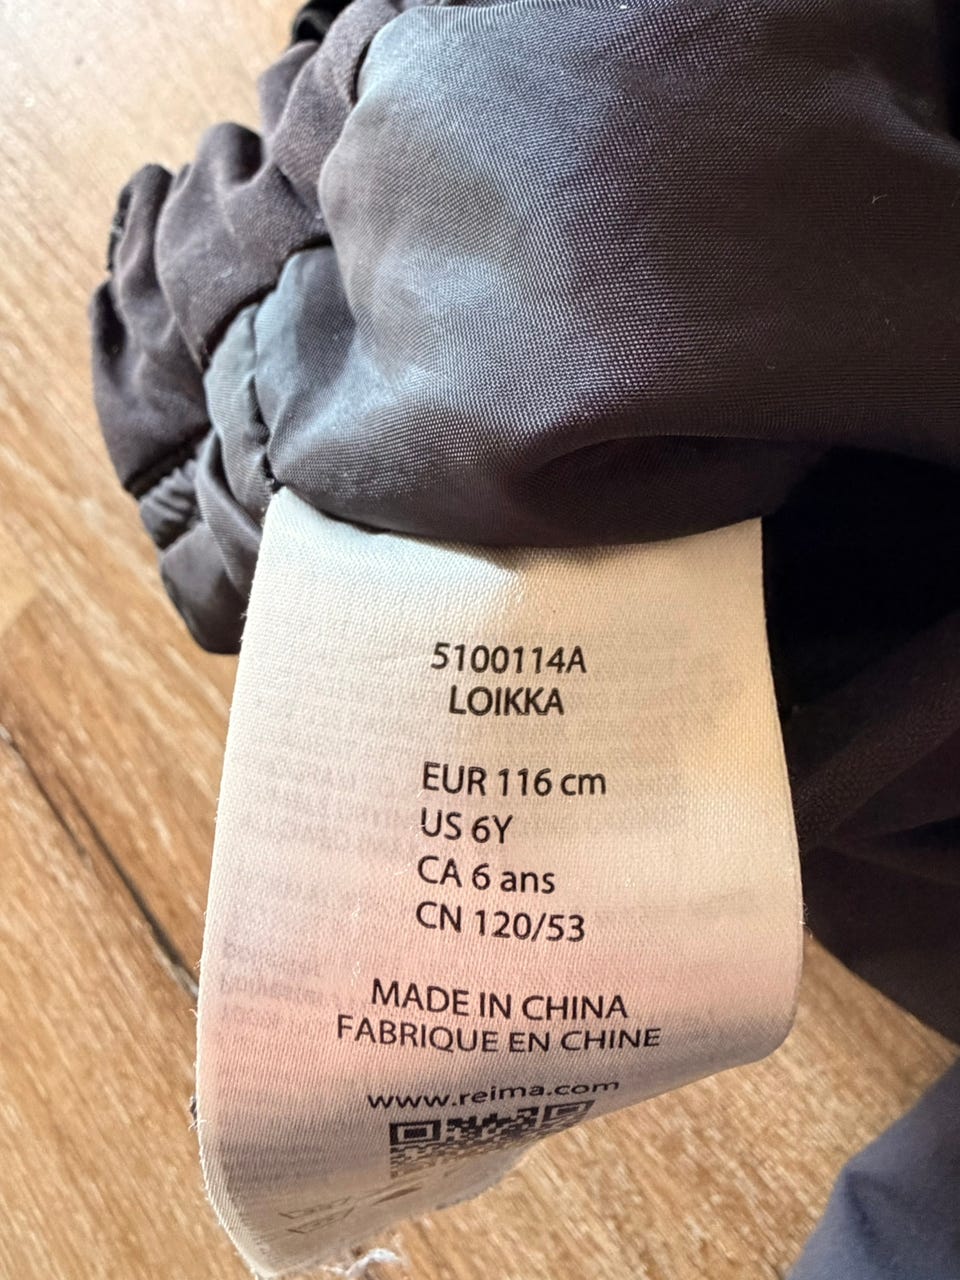 5100114A
LOIKKA
EUR 116 cm
US 6Y
CA 6 ans
CN 120/53
MADE IN CHINA
FABRIQUE EN CHINE
www.reima.com